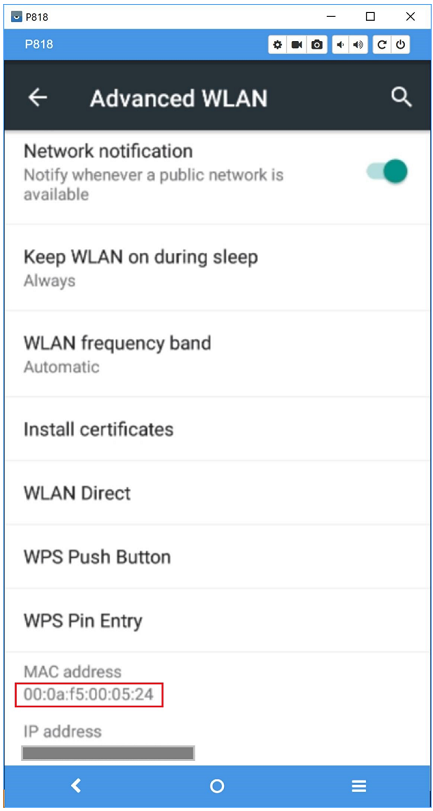 P818
P818
Advanced WLAN
Network notification
Notify whenever a public network is
available
Keep WLAN on during sleep
Always
WLAN frequency band
Automatic
Install certificates
WLAN Direct
WPS Push Button
WPS Pin Entry
MAC address
00:0a:f5:00:05:24
IP address